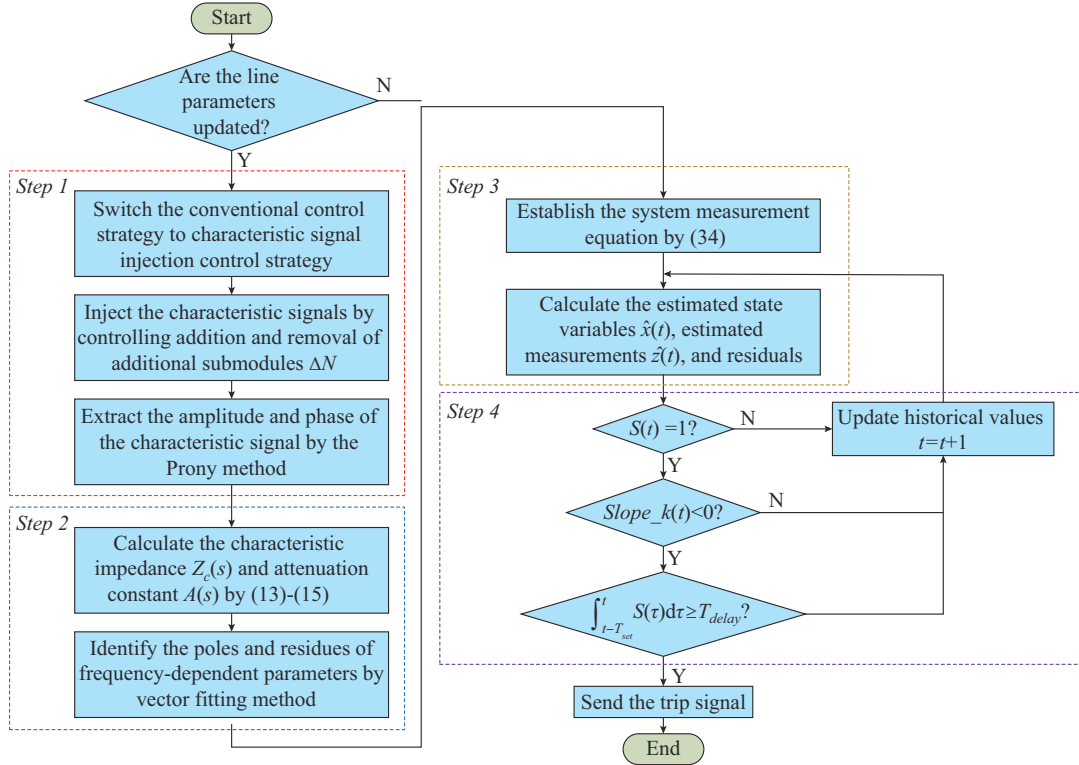 Start
Are the line
parameters
updated?
N
Y
Step 1
Switch the conventional control
strategy to characteristic signal
injection control strategy
Inject the characteristic signals by
controlling addition and removal of
additional submodules ΔN
Extract the amplitude and phase of
the characteristic signal by the
Prony method
Step 2
Calculate the characteristic
impedance Z_c(s) and attenuation
constant A(s) by (13)-(15)
Identify the poles and residues of
frequency-dependent parameters by
vector fitting method
Step 3
Establish the system measurement
equation by (34)
Calculate the estimated state
variables x̂(t), estimated
measurements ẑ(t), and residuals
Step 4
S(t) =1?
N
Update historical values
t=t+1
Y
Slope_k(t)<0?
N
Y
∫_{t−T_{set}}^{t} S(τ)dτ≥T_{delay}?
Y
Send the trip signal
End